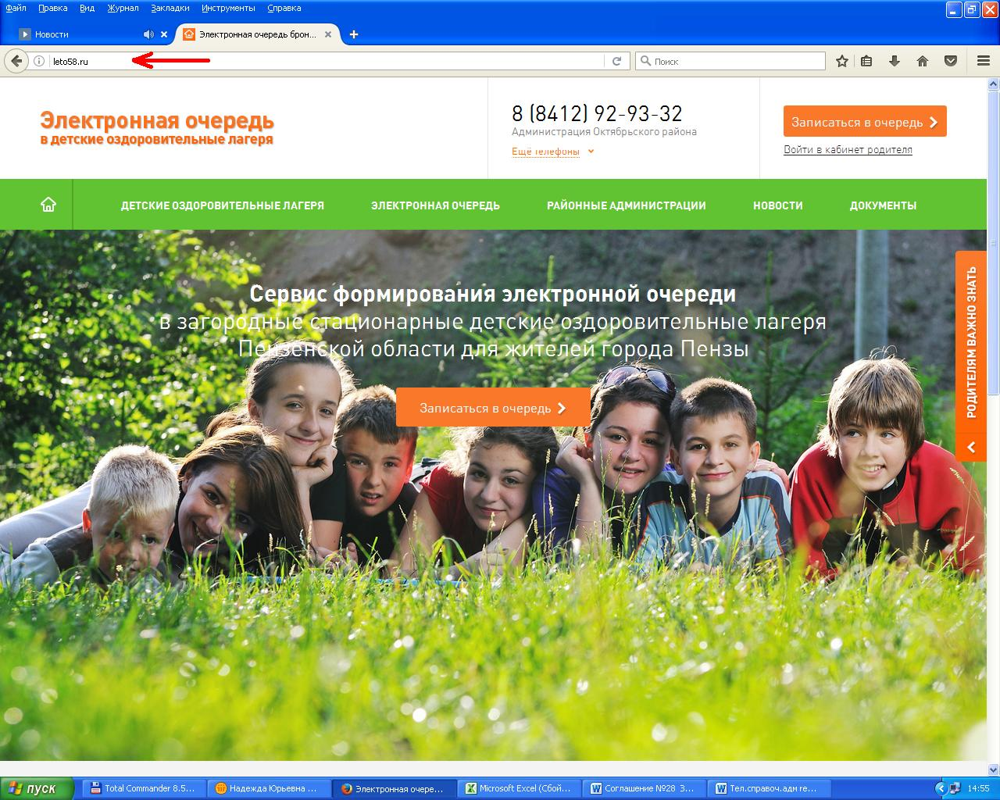 Файл Правка Вид Журнал Закладки Инструменты Справка
Новости
Электронная очередь брон...
leto58.ru
Поиск
Электронная очередь
в детские оздоровительные лагеря
8 (8412) 92-93-32
Администрация Октябрьского района
Ещё телефоны
Записаться в очередь
Войти в кабинет родителя
ДЕТСКИЕ ОЗДОРОВИТЕЛЬНЫЕ ЛАГЕРЯ ЭЛЕКТРОННАЯ ОЧЕРЕДЬ РАЙОННЫЕ АДМИНИСТРАЦИИ НОВОСТИ ДОКУМЕНТЫ
Сервис формирования электронной очереди
в загородные стационарные детские оздоровительные лагеря
Пензенской области для жителей города Пензы
Записаться в очередь
РОДИТЕЛЯМ ВАЖНО ЗНАТЬ
пуск
Total Commander 8.5...
Надежда Юрьевна ...
Электронная очере...
Microsoft Excel (Сбой...
Соглашение №28 З...
Тел.справоч.адм re...
14:55